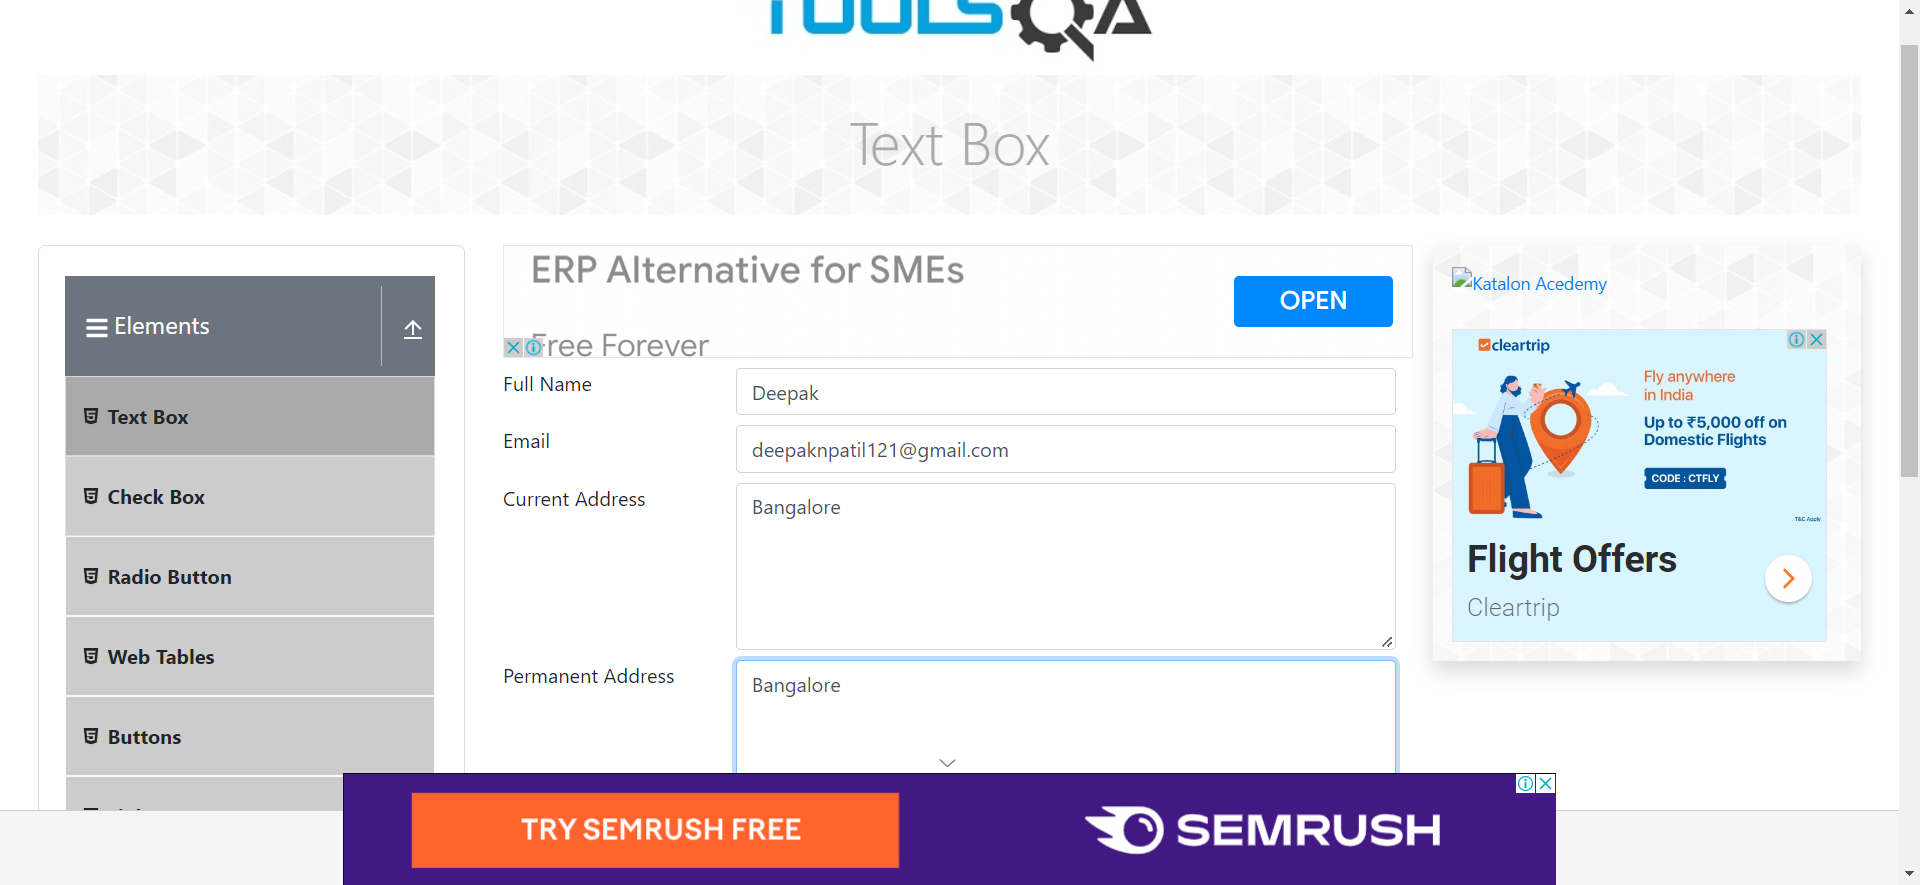 TOOLSQA
Text Box
Elements
Text Box
Check Box
Radio Button
Web Tables
Buttons
ERP Alternative for SMEs
Free Forever
OPEN
Full Name
Deepak
Email
deepaknpatil121@gmail.com
Current Address
Bangalore
Permanent Address
Bangalore
Katalon Acedemy
cleartrip
Fly anywhere
in India
Up to ₹5,000 off on
Domestic Flights
CODE : CTFLY
T&C Apply
Flight Offers
Cleartrip
TRY SEMRUSH FREE
SEMRUSH